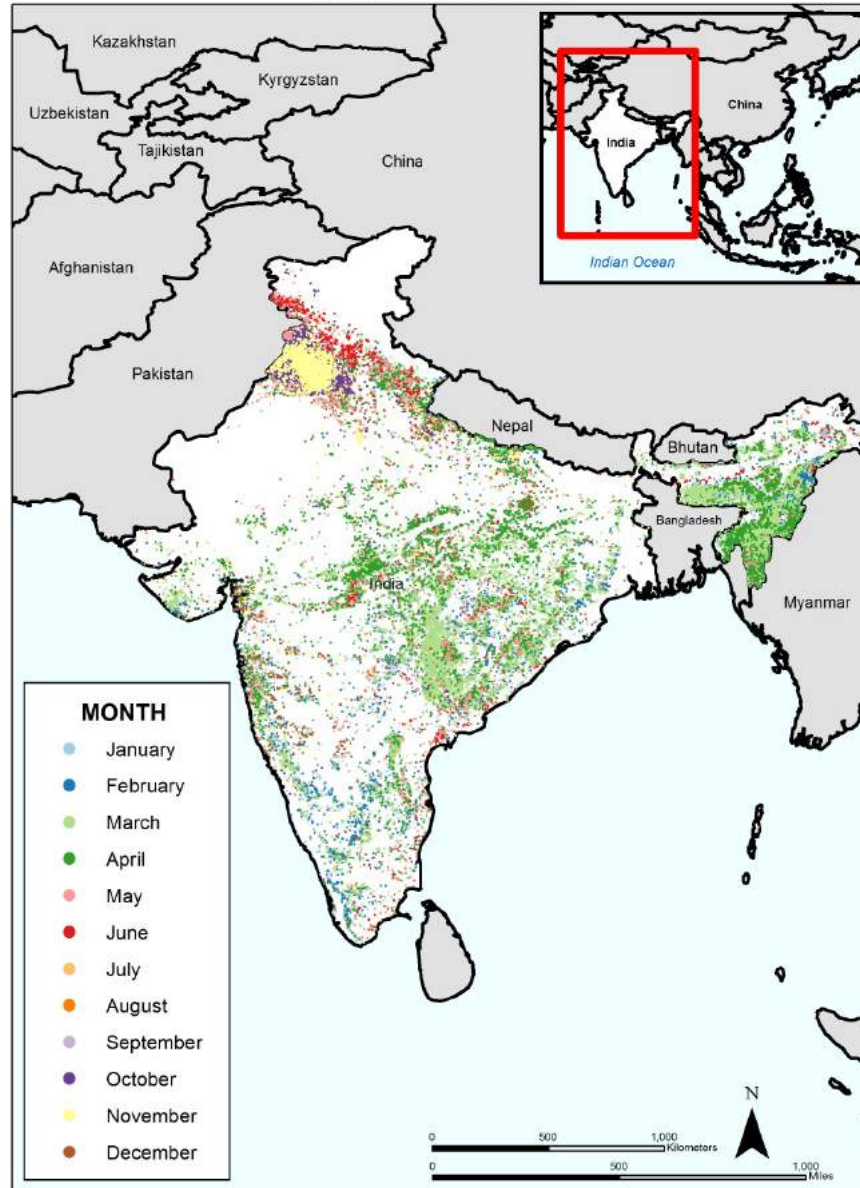 Kazakhstan
Kyrgyzstan
Uzbekistan
Tajikistan
China
Afghanistan
Pakistan
Nepal
Bhutan
Bangladesh
India
Myanmar
China
India
Indian Ocean
MONTH
January
February
March
April
May
June
July
August
September
October
November
December
N
0 500 1,000
Kilometers
0 500 1,000
Miles